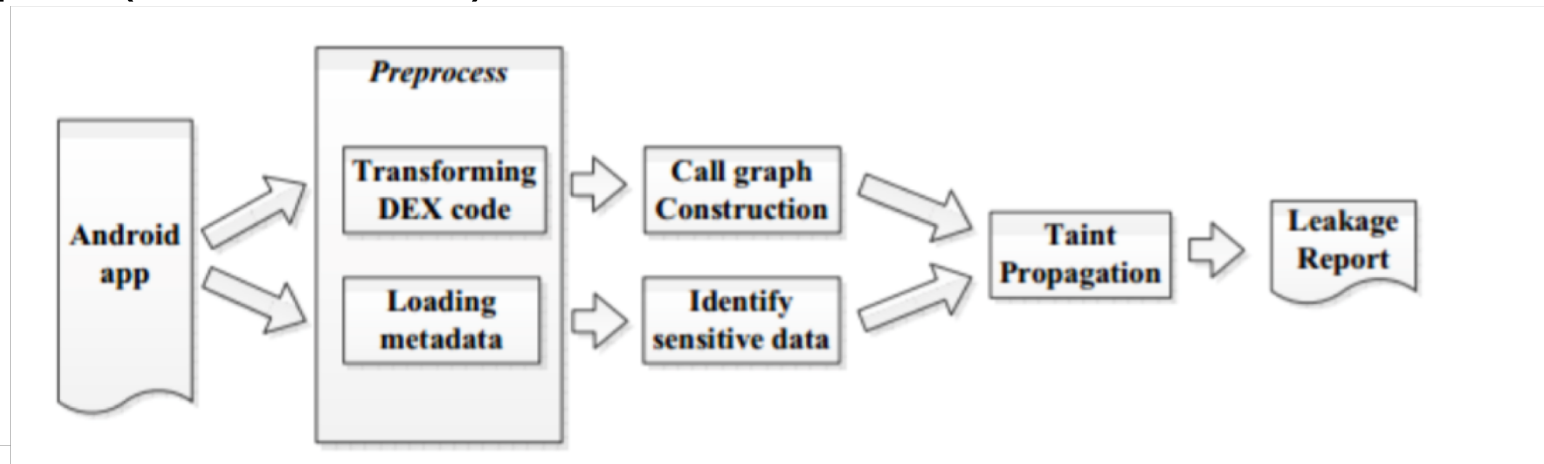 Preprocess
Android
app
Transforming
DEX code
Loading
metadata
Call graph
Construction
Identify
sensitive data
Taint
Propagation
Leakage
Report